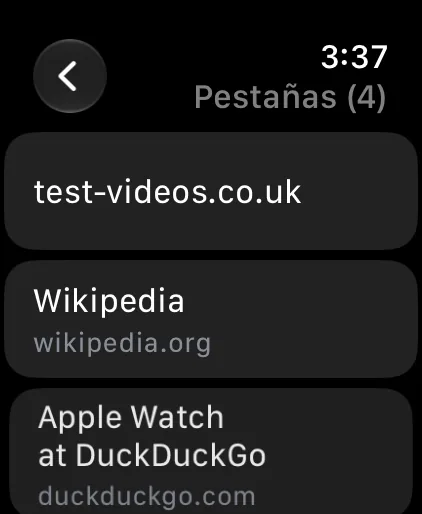 3:37
Pestañas (4)
test-videos.co.uk
Wikipedia
wikipedia.org
Apple Watch
at DuckDuckGo
duckduckgo.com